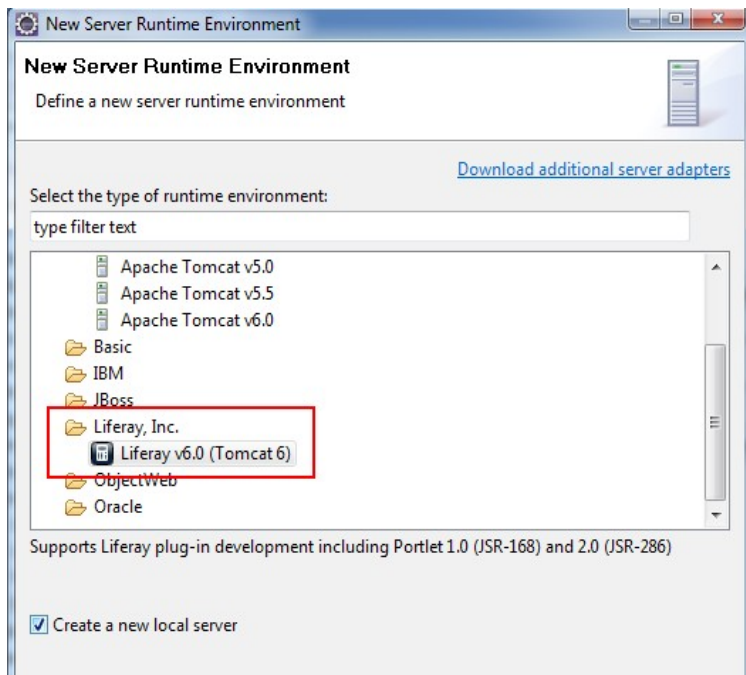 New Server Runtime Environment
New Server Runtime Environment
Define a new server runtime environment
Download additional server adapters
Select the type of runtime environment:
type filter text
Apache Tomcat v5.0
Apache Tomcat v5.5
Apache Tomcat v6.0
Basic
IBM
JBoss
Liferay, Inc.
Liferay v6.0 (Tomcat 6)
ObjectWeb
Oracle
Supports Liferay plug-in development including Portlet 1.0 (JSR-168) and 2.0 (JSR-286)
Create a new local server